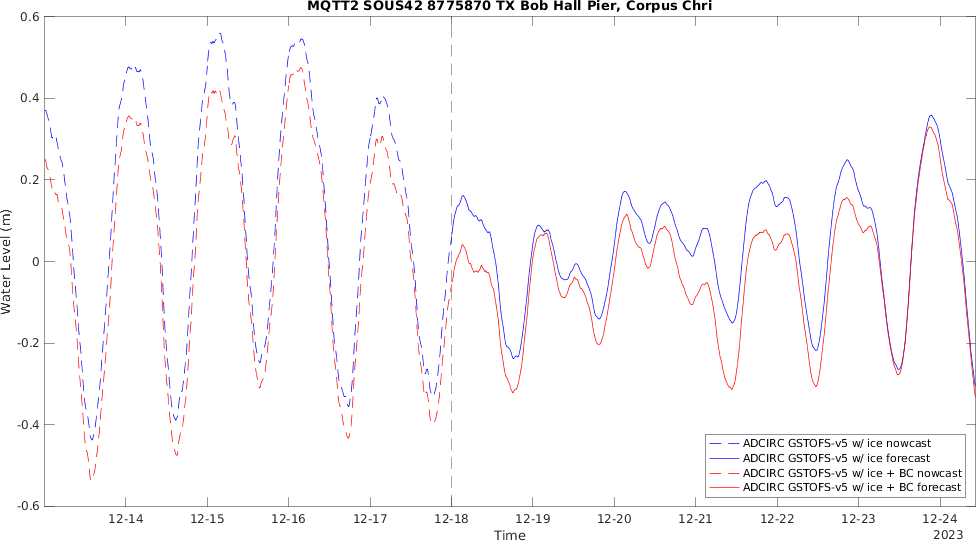 MQTT2 SOUS42 8775870 TX Bob Hall Pier, Corpus Chri
0.6
0.4
0.2
0
-0.2
-0.4
-0.6
Water Level (m)
ADCIRC GSTOFS-v5 w/ ice nowcast
ADCIRC GSTOFS-v5 w/ ice forecast
ADCIRC GSTOFS-v5 w/ ice + BC nowcast
ADCIRC GSTOFS-v5 w/ ice + BC forecast
12-14 12-15 12-16 12-17 12-18 12-19 12-20 12-21 12-22 12-23 12-24
Time
2023